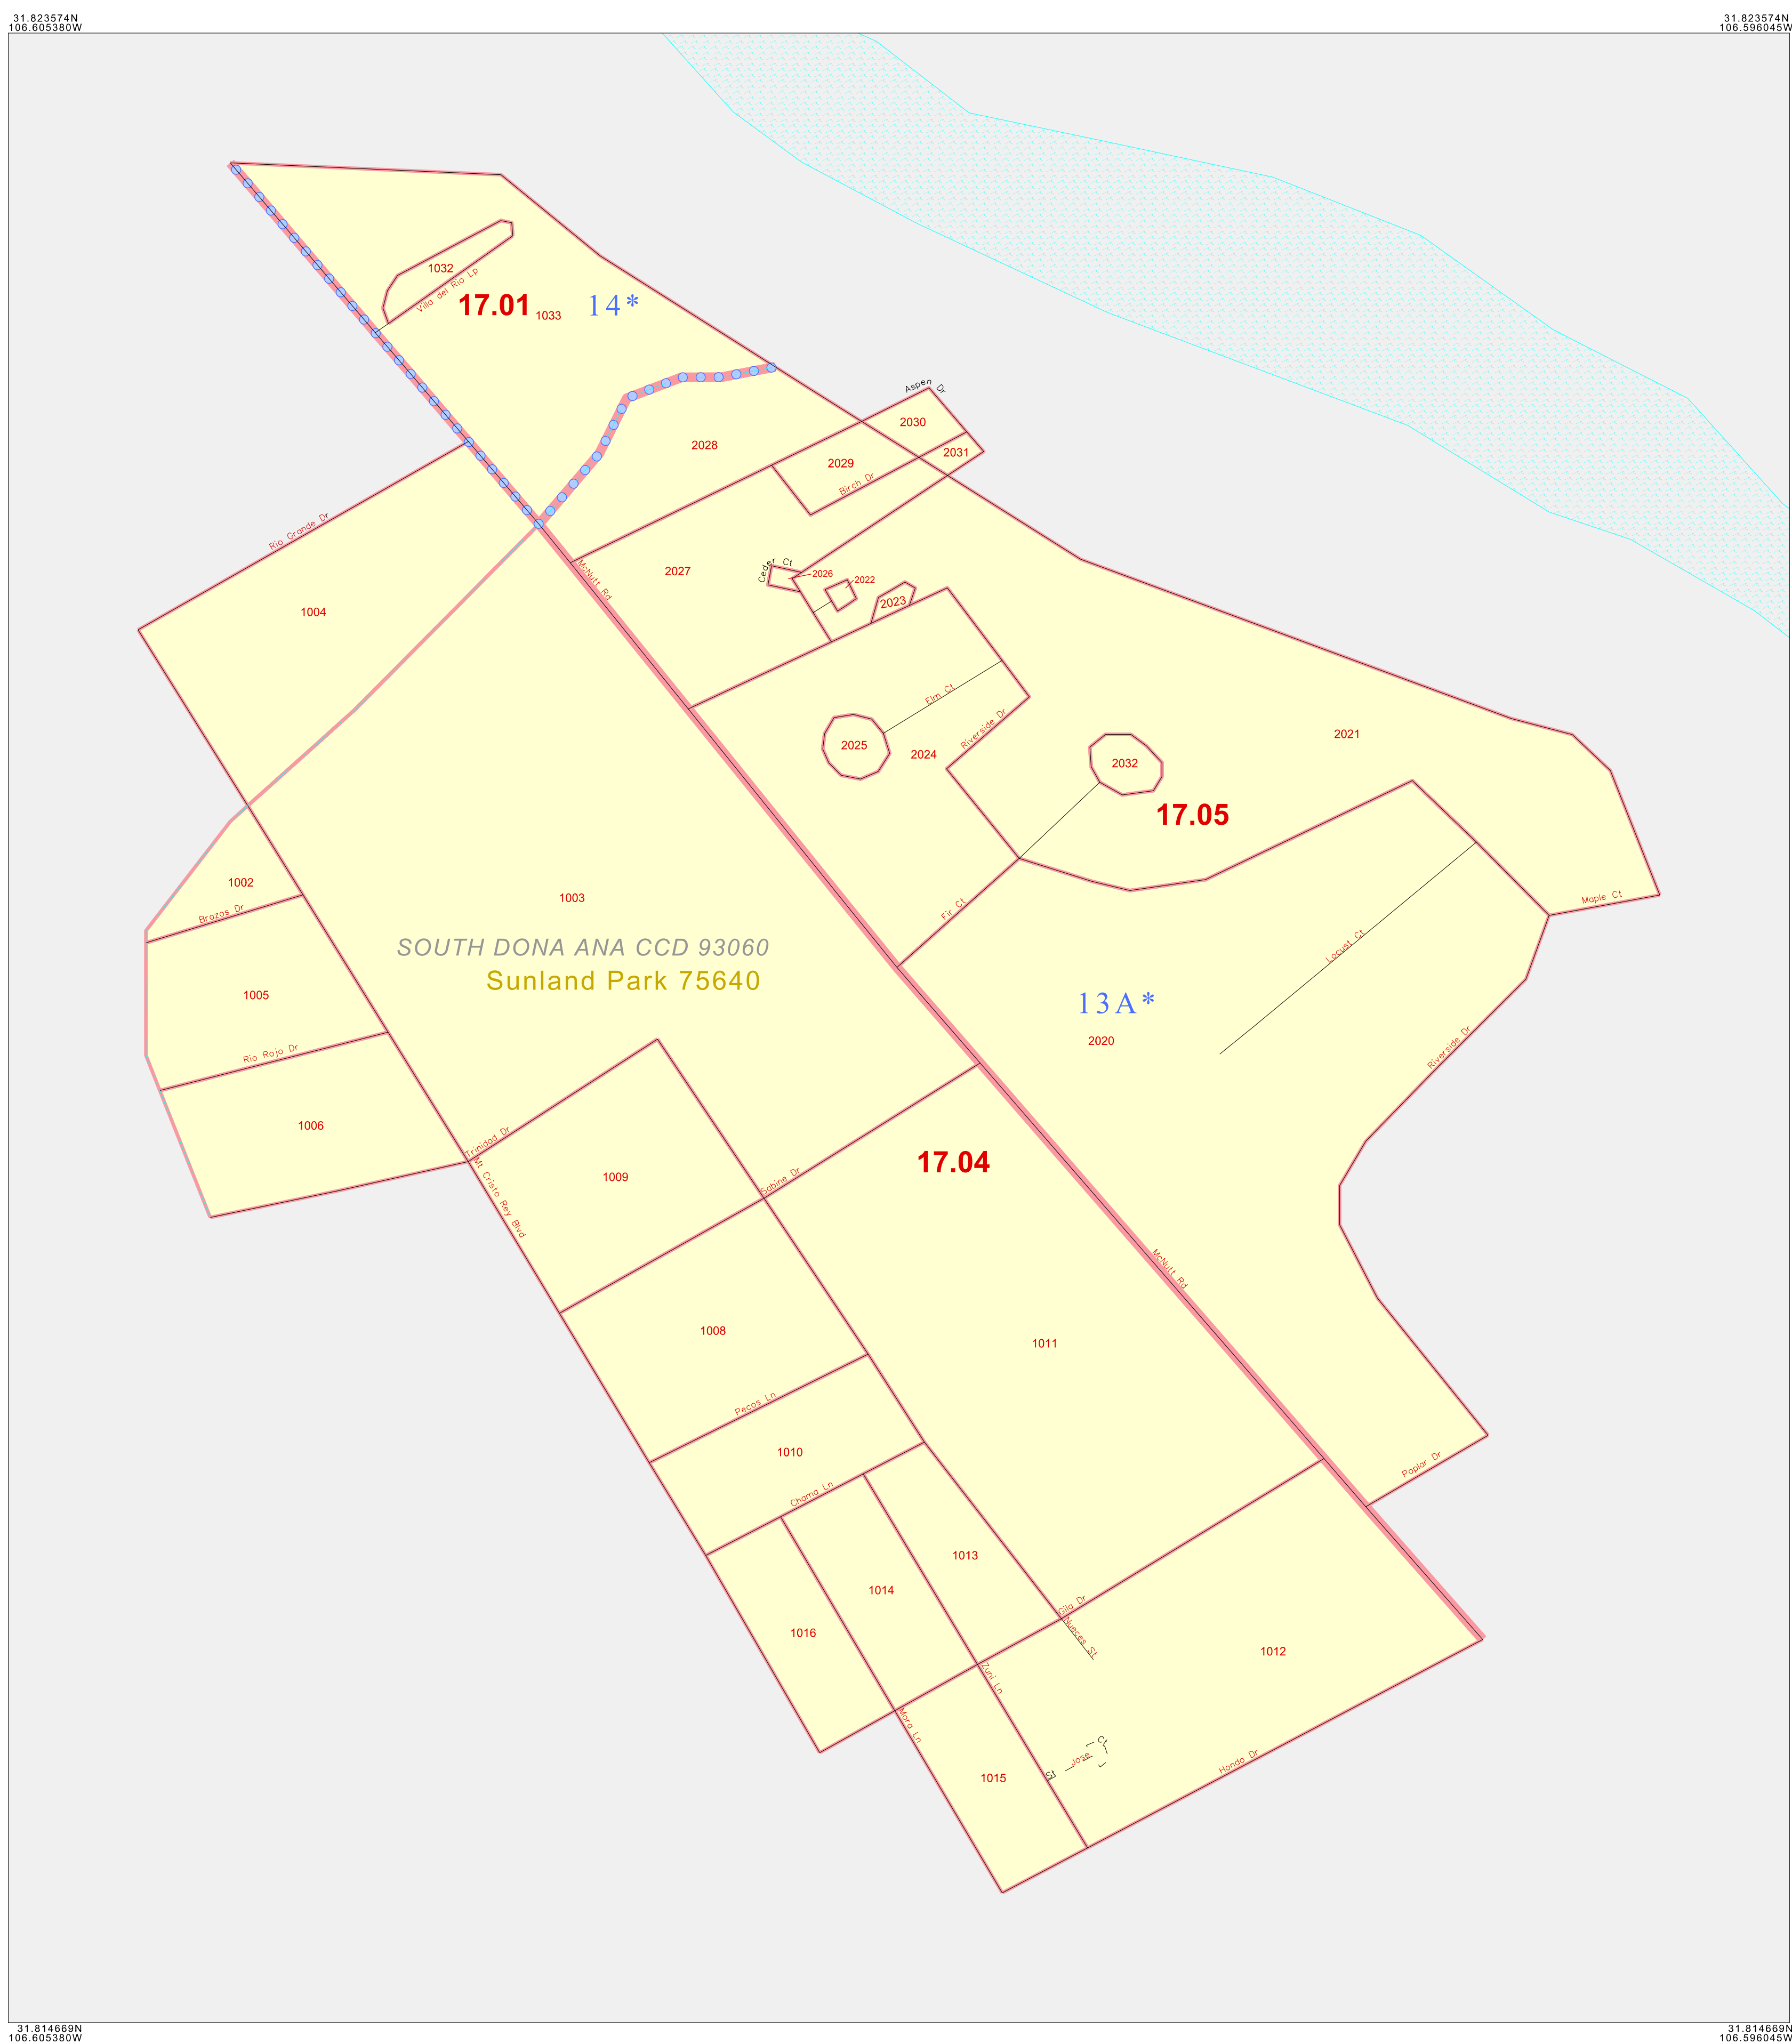 31.823574N
106.605380W
31.823574N
106.596045W
1032
Villa del Rio Lp
17.01
1033
14*
Aspen Dr
2030
2028
2031
2029
Birch Dr
Rio Grande Dr
McNutt Rd
2027
Ceder Ct
2026
2022
2023
1004
Elm Ct
Riverside Dr
2025
2024
2021
2032
17.05
1002
Brazos Dr
1003
Fir Ct
Maple Ct
Locust Ct
SOUTH DONA ANA CCD 93060
Sunland Park 75640
1005
13A*
2020
Rio Rojo Dr
Riverside Dr
1006
Trinidad Dr
Mt Cristo Rey Blvd
1009
Sabine Dr
17.04
McNutt Rd
1008
1011
Pecos Ln
1010
Poplar Dr
Chama Ln
1013
1014
1016
Gila Dr
Nueces St
1012
Zuni Ln
Mora Ln
1015
St Jose Ct
Hondo Dr
31.814669N
106.605380W
31.814669N
106.596045W